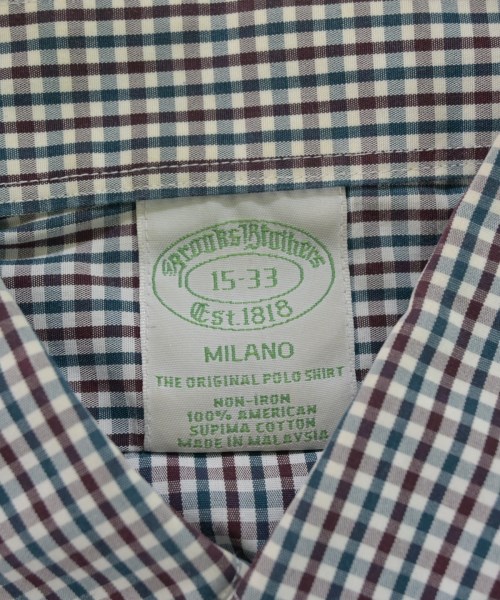 Brooks Brothers
15-33
Est. 1818
MILANO
THE ORIGINAL POLO SHIRT
NON-IRON
100% AMERICAN
SUPIMA COTTON
MADE IN MALAYSIA